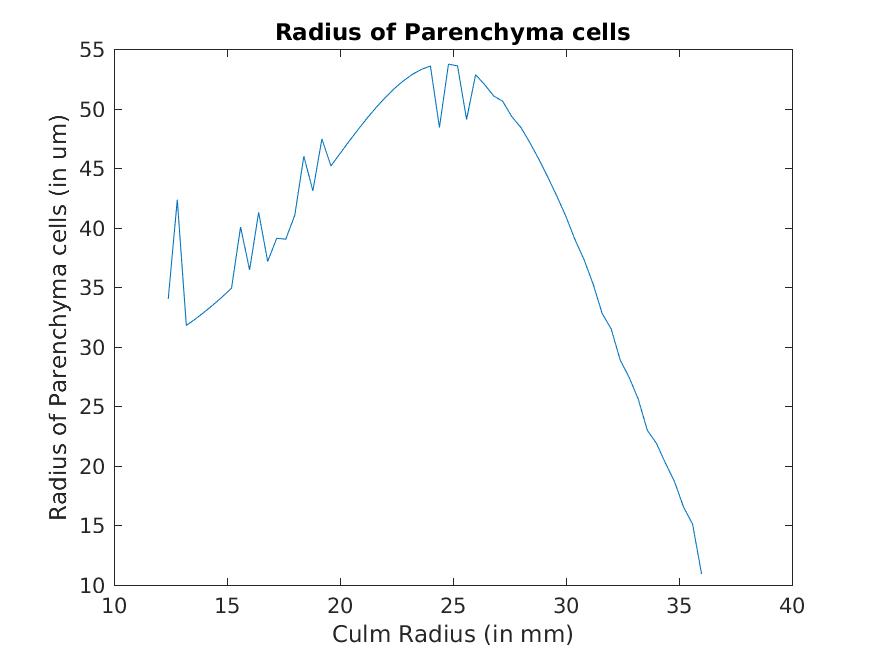 Radius of Parenchyma cells
55
50
45
40
35
30
25
20
15
10
Radius of Parenchyma cells (in um)
10 15 20 25 30 35 40
Culm Radius (in mm)